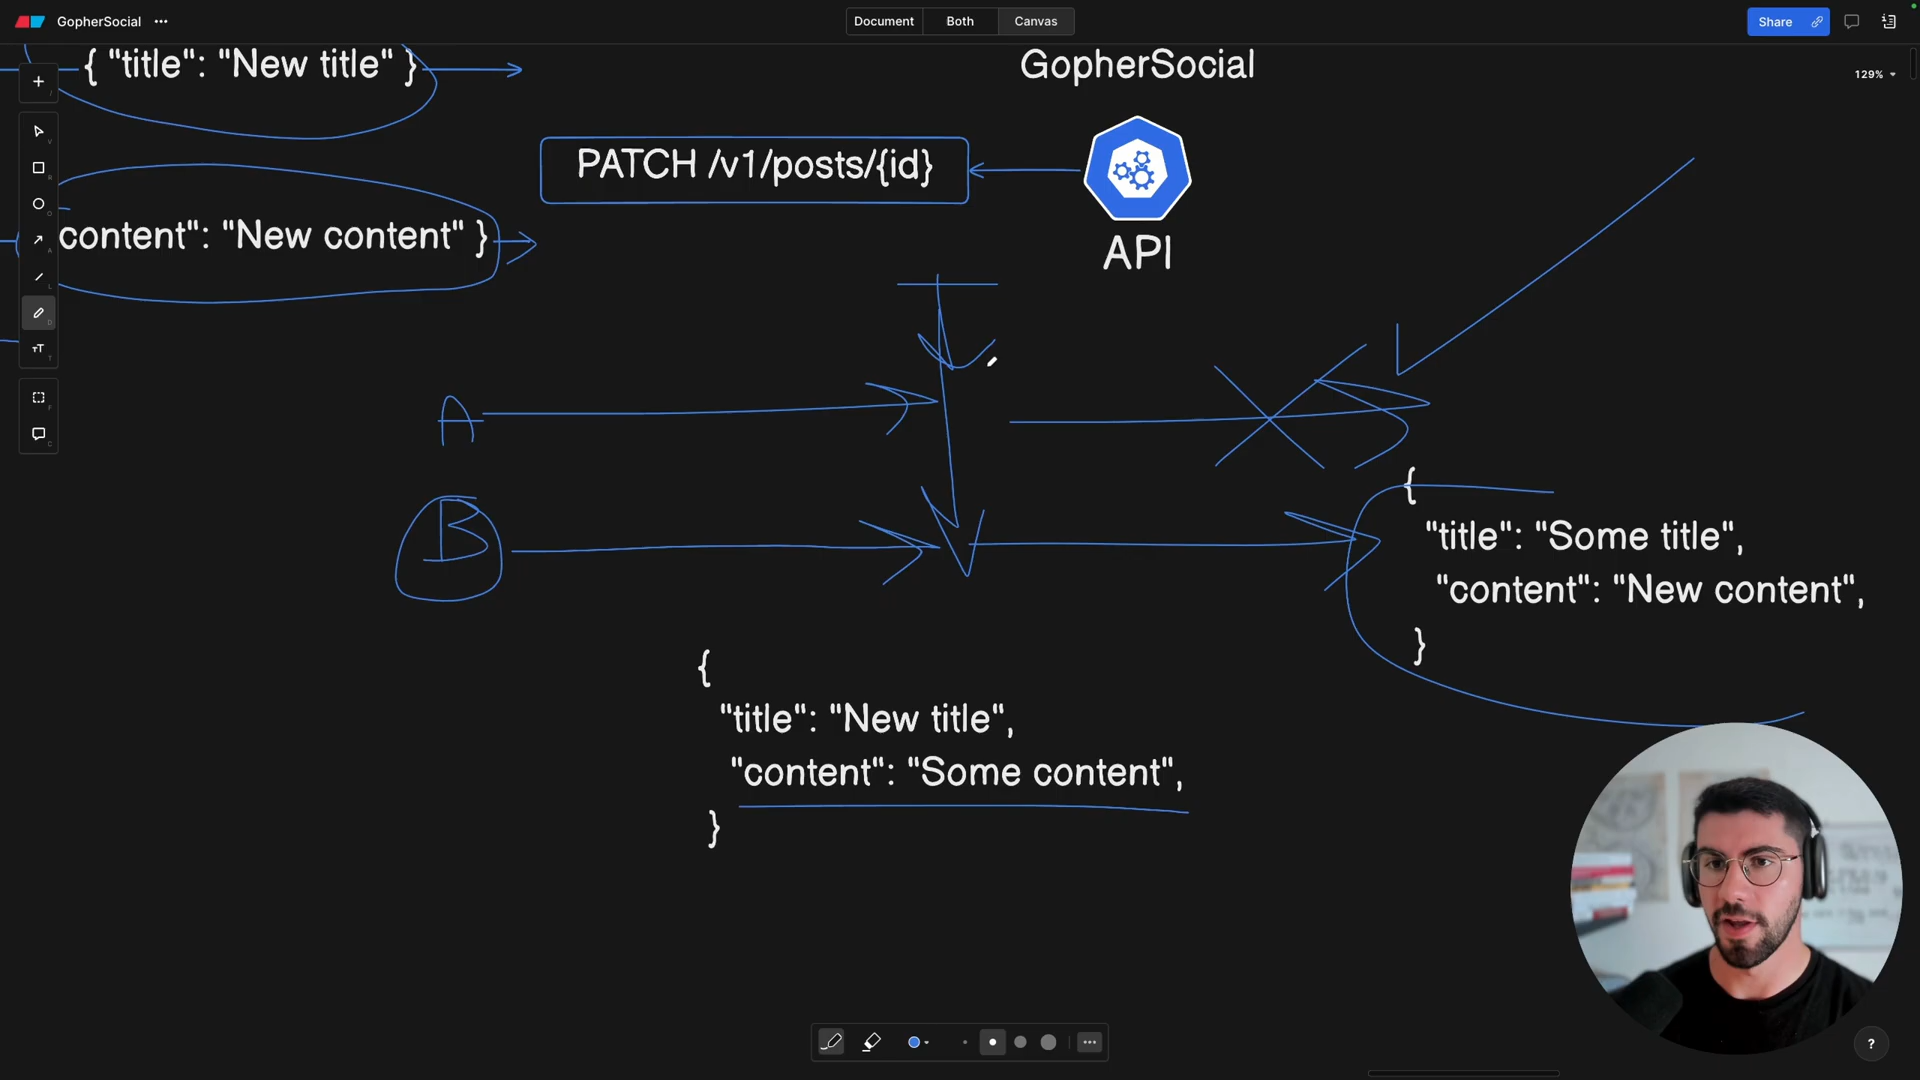 GopherSocial
Document
Both
Canvas
Share
129%
{ "title": "New title" }
GopherSocial
PATCH /v1/posts/{id}
content": "New content" }
API
A
B
{
"title": "Some title",
"content": "New content",
}
{
"title": "New title",
"content": "Some content",
}
?